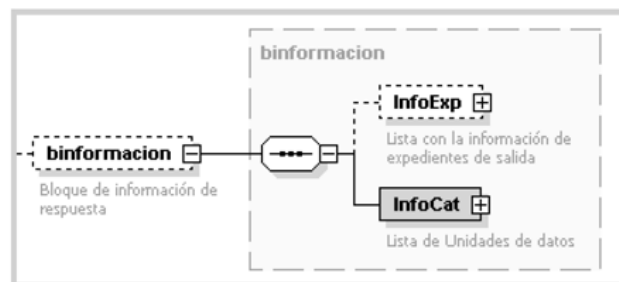 binformacion
InfoExp
Lista con la información de
expedientes de salida
binformacion
Bloque de información de
respuesta
InfoCat
Lista de Unidades de datos